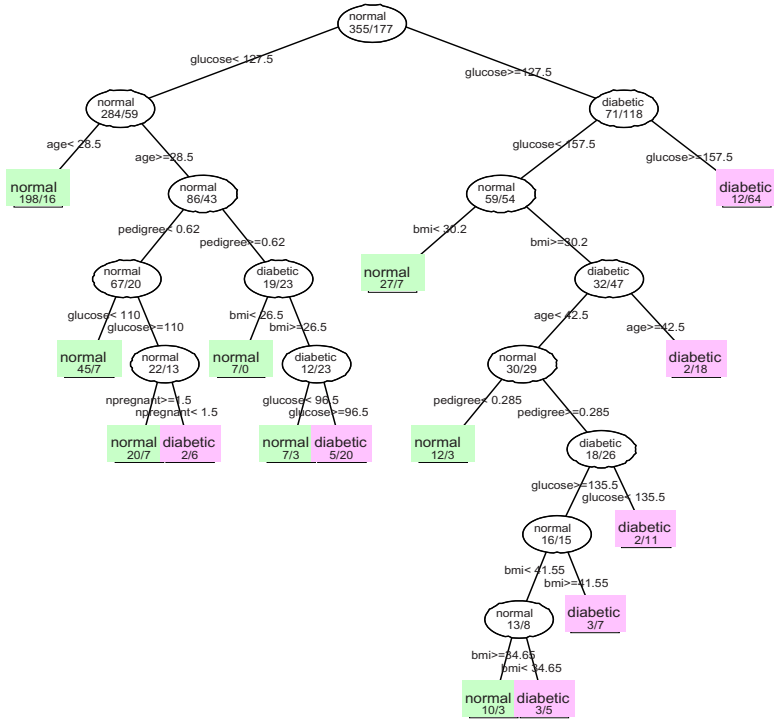 normal
355/177
glucose< 127.5
glucose>=127.5
normal
284/59
diabetic
71/118
age< 28.5
age>=28.5
glucose< 157.5
glucose>=157.5
normal
198/16
normal
86/43
normal
59/54
diabetic
12/64
pedigree< 0.62
pedigree>=0.62
bmi< 30.2
bmi>=30.2
normal
67/20
diabetic
19/23
normal
27/7
diabetic
32/47
glucose< 110
glucose>=110
bmi< 26.5
bmi>=26.5
age< 42.5
age>=42.5
normal
45/7
normal
22/13
normal
7/0
diabetic
12/23
normal
30/29
diabetic
2/18
npregnant>=1.5
npregnant< 1.5
glucose< 96.5
glucose>=96.5
pedigree< 0.285
pedigree>=0.285
normal
20/7
diabetic
2/6
normal
7/3
diabetic
5/20
normal
12/3
diabetic
18/26
glucose>=135.5
glucose< 135.5
normal
16/15
diabetic
2/11
bmi< 41.55
bmi>=41.55
normal
13/8
diabetic
3/7
bmi>=34.65
bmi< 34.65
normal
10/3
diabetic
3/5